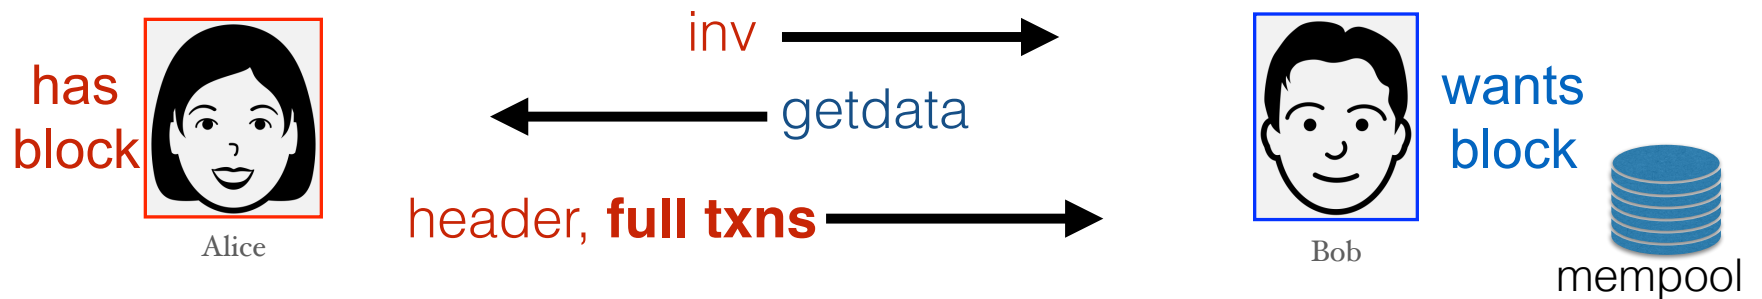 has
block
Alice
inv
getdata
header, full txns
Bob
wants
block
mempool